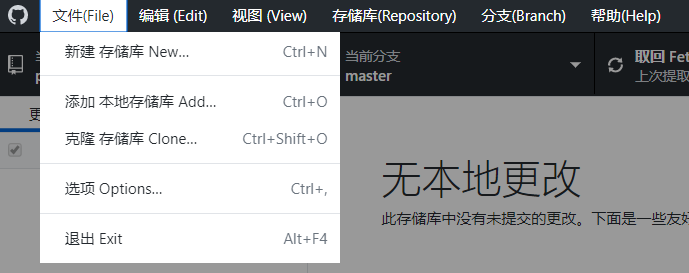 文件(File) 编辑 (Edit) 视图 (View) 存储库(Repository) 分支(Branch) 帮助(Help)
新建 存储库 New... Ctrl+N
添加 本地存储库 Add... Ctrl+O
克隆 存储库 Clone... Ctrl+Shift+O
选项 Options... Ctrl+,
退出 Exit Alt+F4
当前分支
master
取回 Fet
上次提取
无本地更改
此存储库中没有未提交的更改。下面是一些友好